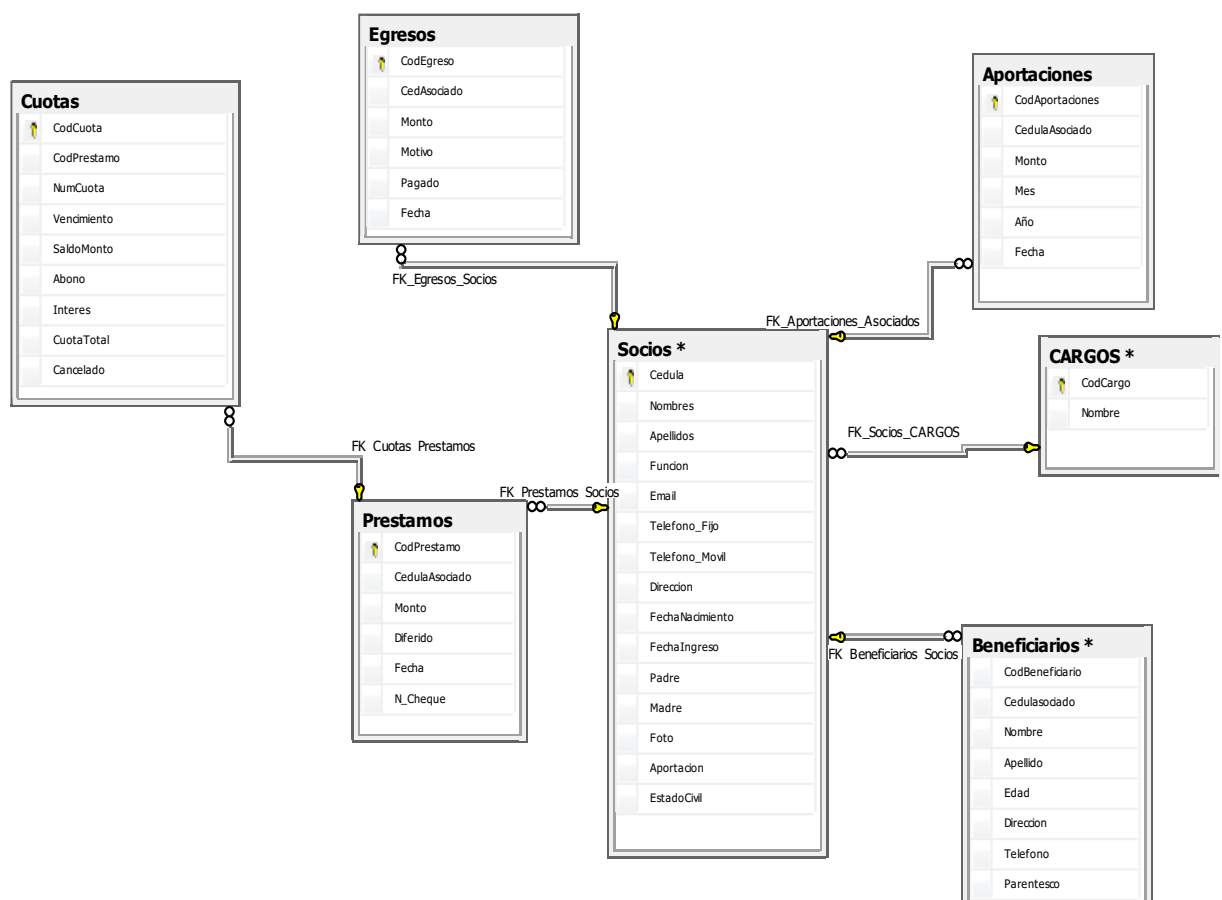 Egresos
CodEgreso
CedAsociado
Monto
Motivo
Pagado
Fecha
Cuotas
CodCuota
CodPrestamo
NumCuota
Vencimiento
SaldoMonto
Abono
Interes
CuotaTotal
Cancelado
Aportaciones
CodAportaciones
CedulaAsociado
Monto
Mes
Año
Fecha
FK_Egresos_Socios
FK_Aportaciones_Asociados
Socios *
Cedula
Nombres
Apellidos
Funcion
Email
Telefono_Fijo
Telefono_Movil
Direccion
FechaNacimiento
FechaIngreso
Padre
Madre
Foto
Aportacion
EstadoCivil
CARGOS *
CodCargo
Nombre
FK_Socios_CARGOS
FK Cuotas Prestamos
FK Prestamos Socios
Prestamos
CodPrestamo
CedulaAsociado
Monto
Diferido
Fecha
N_Cheque
FK Beneficiarios Socios
Beneficiarios *
CodBeneficiario
Cedulasociado
Nombre
Apellido
Edad
Direccion
Telefono
Parentesco